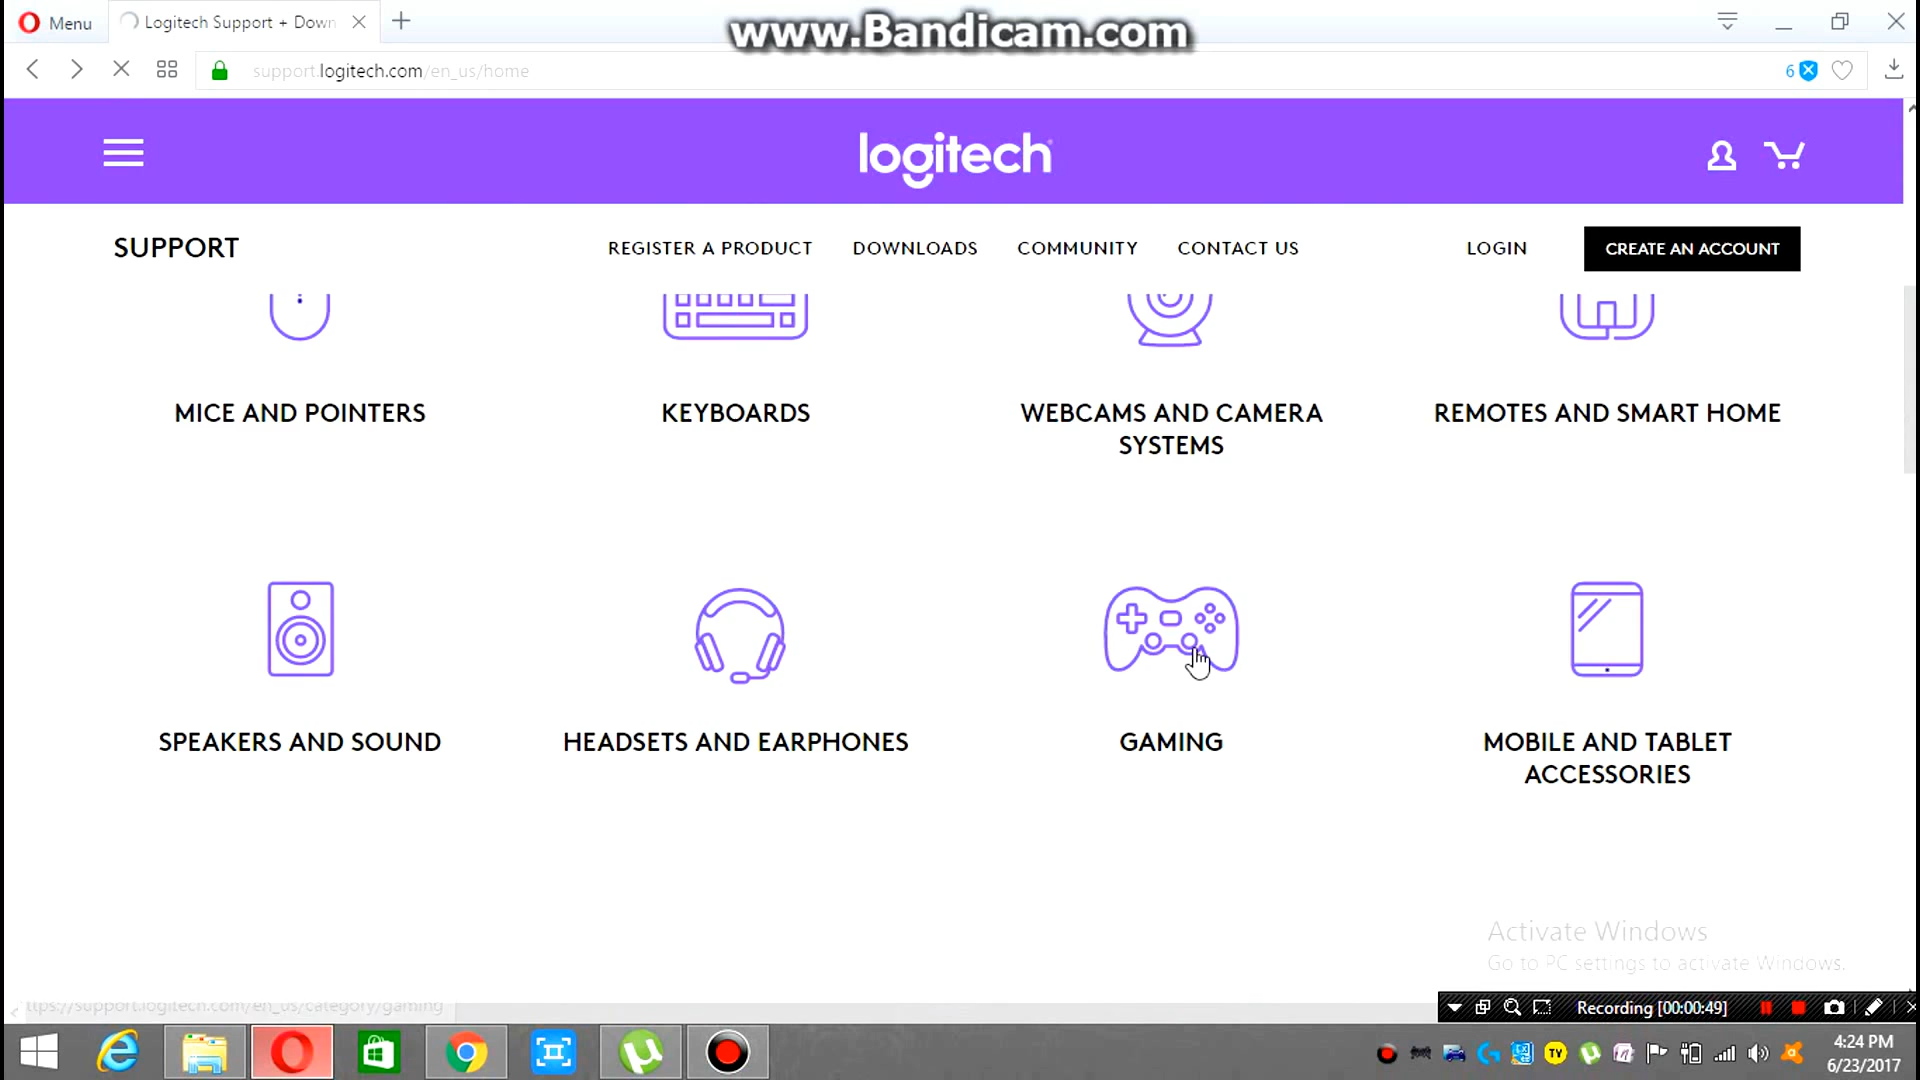 Menu
Logitech Support + Down
www.Bandicam.com
support.logitech.com/en_us/home
6
logitech
SUPPORT
REGISTER A PRODUCT
DOWNLOADS
COMMUNITY
CONTACT US
LOGIN
CREATE AN ACCOUNT
MICE AND POINTERS
KEYBOARDS
WEBCAMS AND CAMERA
SYSTEMS
REMOTES AND SMART HOME
SPEAKERS AND SOUND
HEADSETS AND EARPHONES
GAMING
MOBILE AND TABLET
ACCESSORIES
Activate Windows
Go to PC settings to activate Windows.
ttps://support.logitech.com/en_us/category/gaming
Recording [00:00:49]
TY
4:24 PM
6/23/2017